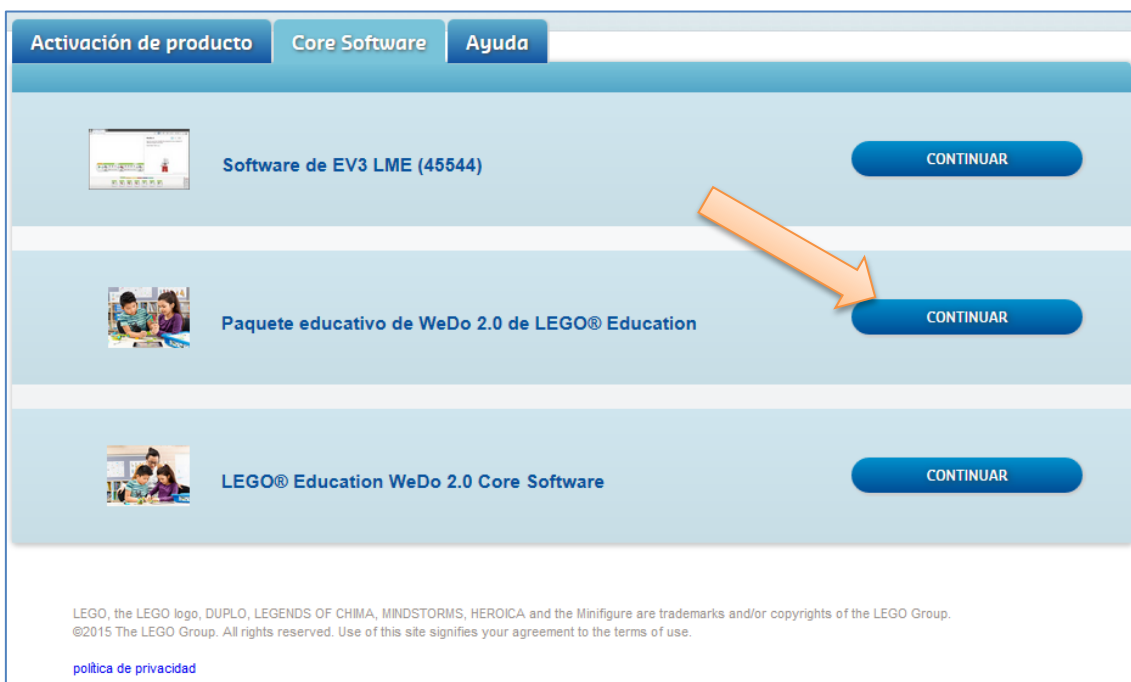 Activación de producto
Core Software
Ayuda
Software de EV3 LME (45544)
CONTINUAR
Paquete educativo de WeDo 2.0 de LEGO® Education
CONTINUAR
LEGO® Education WeDo 2.0 Core Software
CONTINUAR
LEGO, the LEGO logo, DUPLO, LEGENDS OF CHIMA, MINDSTORMS, HEROICA and the Minifigure are trademarks and/or copyrights of the LEGO Group.
©2015 The LEGO Group. All rights reserved. Use of this site signifies your agreement to the terms of use.
política de privacidad